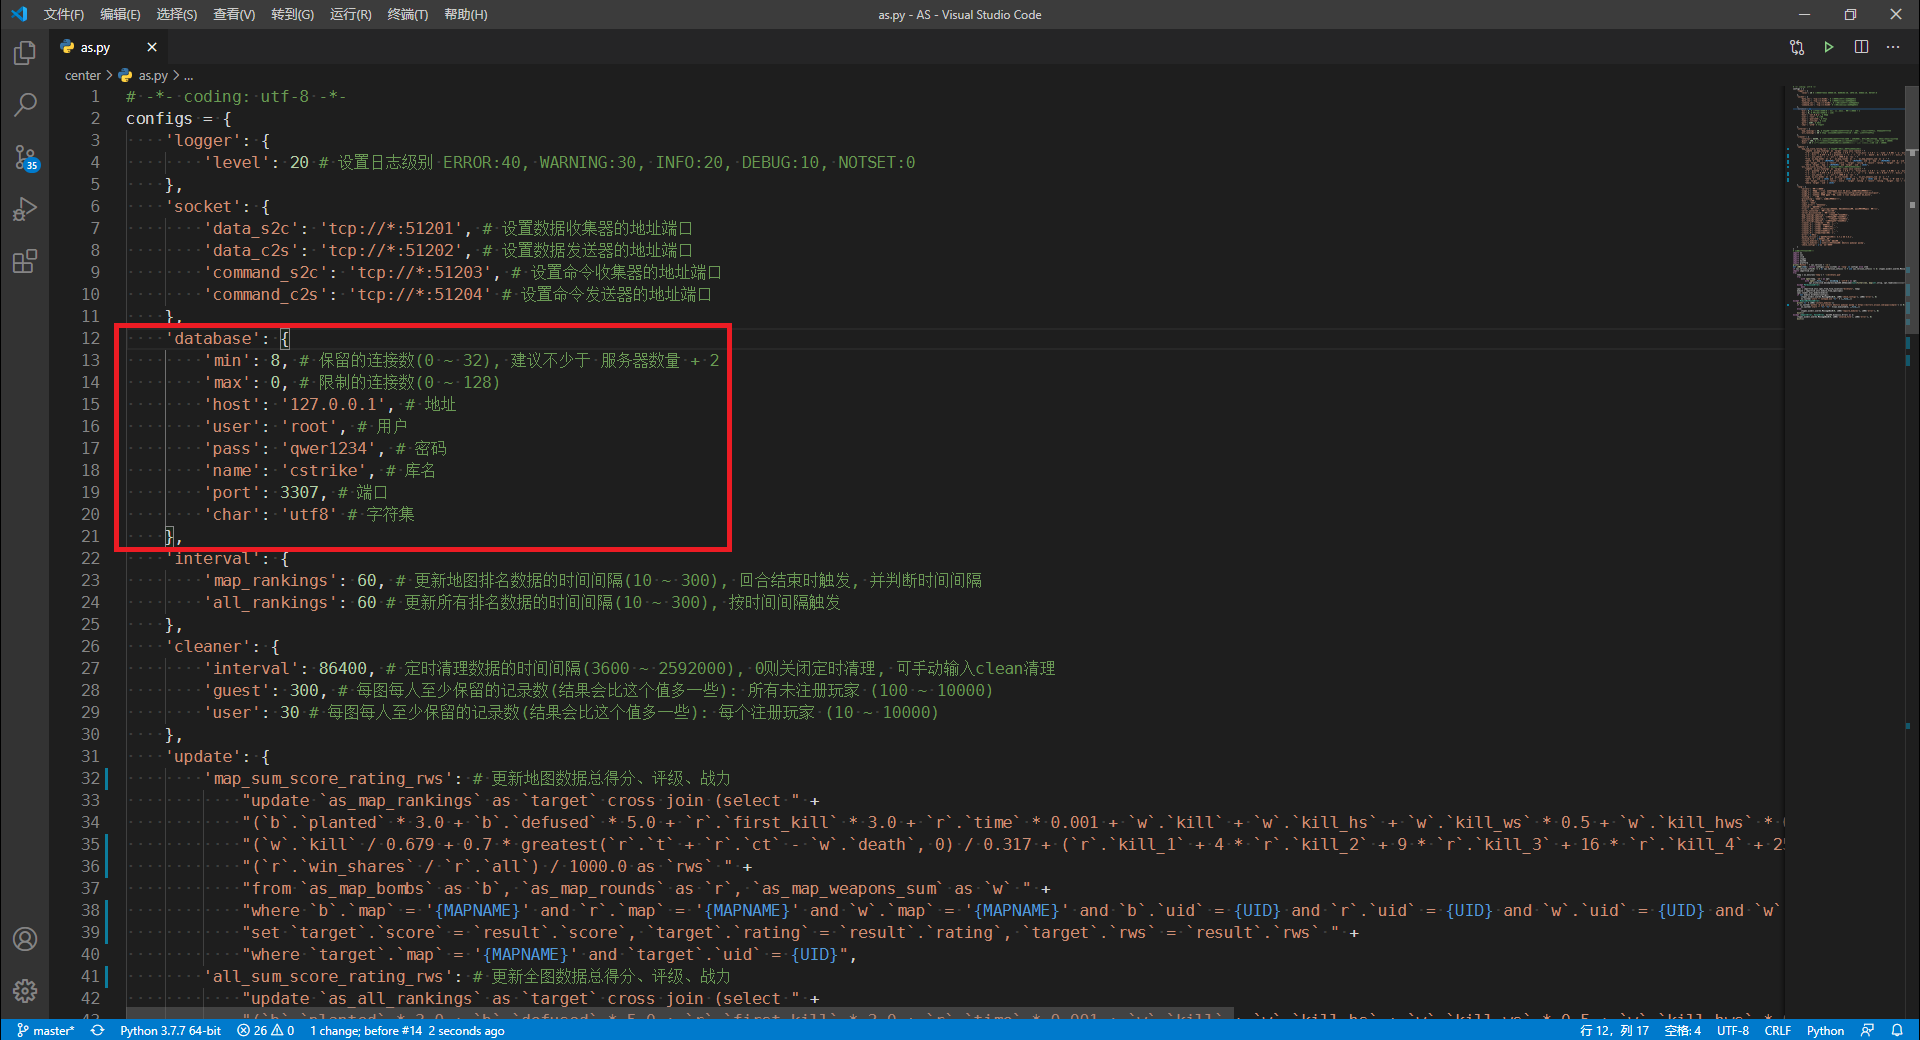 文件(F) 编辑(E) 选择(S) 查看(V) 转到(G) 运行(R) 终端(T) 帮助(H) as.py - AS - Visual Studio Code
as.py
center > as.py > ...
1 # -*- coding: utf-8 -*-
2 configs = {
3 'logger': {
4 'level': 20 # 设置日志级别 ERROR:40, WARNING:30, INFO:20, DEBUG:10, NOTSET:0
5 },
6 'socket': {
7 'data_s2c': 'tcp://*:51201', # 设置数据收集器的地址端口
8 'data_c2s': 'tcp://*:51202', # 设置数据发送器的地址端口
9 'command_s2c': 'tcp://*:51203', # 设置命令收集器的地址端口
10 'command_c2s': 'tcp://*:51204' # 设置命令发送器的地址端口
11 },
12 'database': {
13 'min': 8, # 保留的连接数(0 ~ 32), 建议不少于 服务器数量 + 2
14 'max': 0, # 限制的连接数(0 ~ 128)
15 'host': '127.0.0.1', # 地址
16 'user': 'root', # 用户
17 'pass': 'qwer1234', # 密码
18 'name': 'cstrike', # 库名
19 'port': 3307, # 端口
20 'char': 'utf8' # 字符集
21 },
22 'interval': {
23 'map_rankings': 60, # 更新地图排名数据的时间间隔(10 ~ 300), 回合结束时触发, 并判断时间间隔
24 'all_rankings': 60 # 更新所有排名数据的时间间隔(10 ~ 300), 按时间间隔触发
25 },
26 'cleaner': {
27 'interval': 86400, # 定时清理数据的时间间隔(3600 ~ 2592000), 0则关闭定时清理, 可手动输入clean清理
28 'guest': 300, # 每图每人至少保留的记录数(结果会比这个值多一些): 所有未注册玩家 (100 ~ 10000)
29 'user': 30 # 每图每人至少保留的记录数(结果会比这个值多一些): 每个注册玩家 (10 ~ 10000)
30 },
31 'update': {
32 'map_sum_score_rating_rws': # 更新地图数据总得分、评级、战力
33 "update `as_map_rankings` as `target` cross join (select " +
34 "(`b`.`planted` * 3.0 + `b`.`defused` * 5.0 + `r`.`first_kill` * 3.0 + `r`.`time` * 0.001 + `w`.`kill` + `w`.`kill_hs` + `w`.`kill_ws` * 0.5 + `w`.`kill_hws` *
35 "(`w`.`kill` / 0.679 + 0.7 * greatest(`r`.`t` + `r`.`ct` - `w`.`death`, 0) / 0.317 + (`r`.`kill_1` + 4 * `r`.`kill_2` + 9 * `r`.`kill_3` + 16 * `r`.`kill_4` +
36 "(`r`.`win_shares` / `r`.`all`) / 1000.0 as `rws` " +
37 "from `as_map_bombs` as `b`, `as_map_rounds` as `r`, `as_map_weapons_sum` as `w` " +
38 "where `b`.`map` = '{MAPNAME}' and `r`.`map` = '{MAPNAME}' and `w`.`map` = '{MAPNAME}' and `b`.`uid` = {UID} and `r`.`uid` = {UID} and `w`.`uid` = {UID} and `w`
39 "set `target`.`score` = `result`.`score`, `target`.`rating` = `result`.`rating`, `target`.`rws` = `result`.`rws` " +
40 "where `target`.`map` = '{MAPNAME}' and `target`.`uid` = {UID}",
41 'all_sum_score_rating_rws': # 更新全图数据总得分、评级、战力
42 "update `as_all_rankings` as `target` cross join (select " +
35
master* Python 3.7.7 64-bit 26 0 1 change; before #14 2 seconds ago 行 12，列 17 空格: 4 UTF-8 CRLF Python